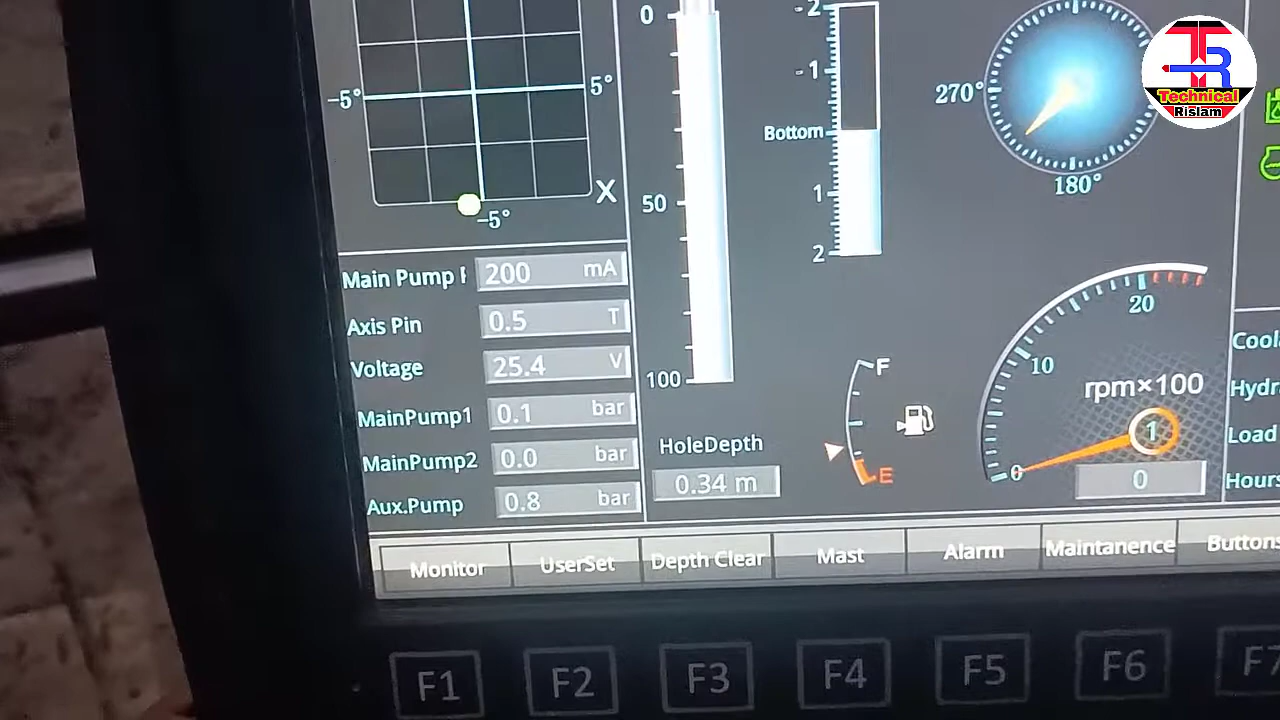 0
50
100
-2
-1
Bottom
1
2
270°
180°
TR
Technical
Rislam
-5°
5°
X
-5°
Main Pump
200 mA
Axis Pin 0.5 T
Voltage 25.4 V
MainPump1 0.1 bar
MainPump2 0.0 bar
Aux.Pump 0.8 bar
HoleDepth
0.34 m
F
E
0
10
20
rpm×100
1
0
Hours
Load
Monitor UserSet Depth Clear Mast Alarm Maintanence Buttons
F1 F2 F3 F4 F5 F6 F7